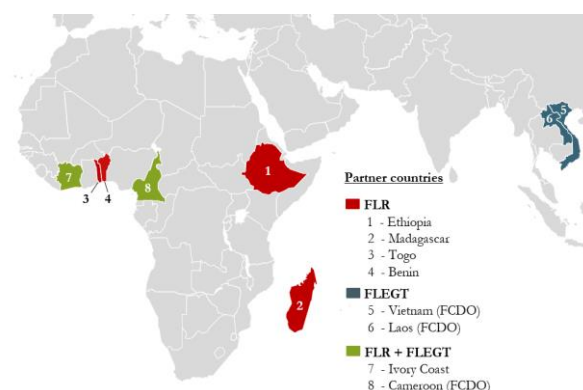 5
6
7
8
3
4
1
2
Partner countries
FLR
1 - Ethiopia
2 - Madagascar
3 - Togo
4 - Benin
FLEGT
5 - Vietnam (FCDO)
6 - Laos (FCDO)
FLR + FLEGT
7 - Ivory Coast
8 - Cameroon (FCDO)